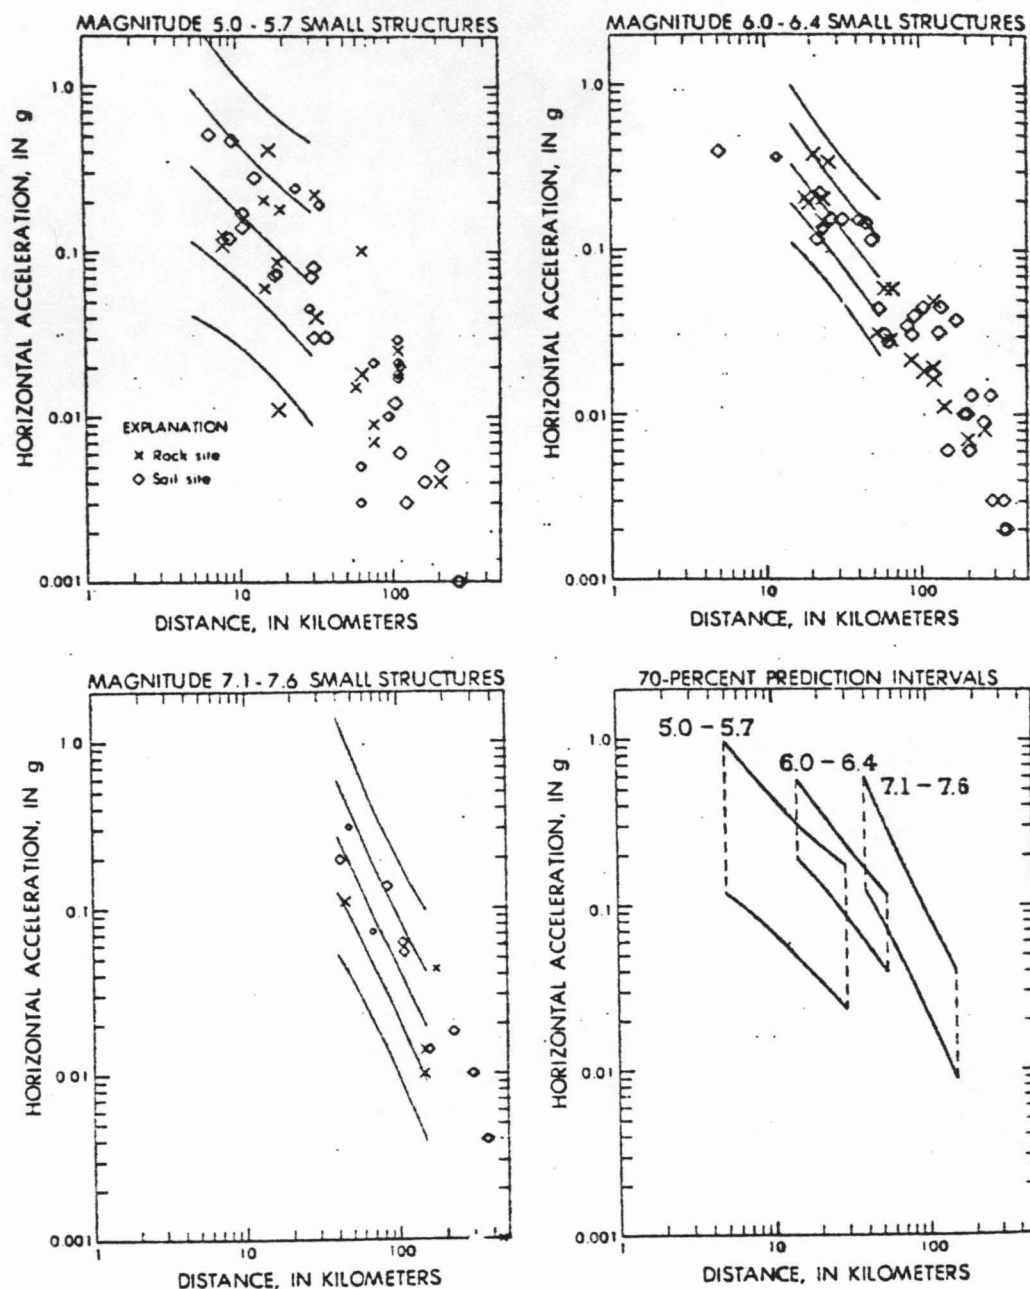 MAGNITUDE 5.0 - 5.7 SMALL STRUCTURES
HORIZONTAL ACCELERATION, IN g
1.0
0.1
0.01
0.001
EXPLANATION
x Rock site
◇ Soil site
1
10
100
DISTANCE, IN KILOMETERS
MAGNITUDE 6.0 - 6.4 SMALL STRUCTURES
HORIZONTAL ACCELERATION, IN g
1.0
0.1
0.01
0.001
1
10
100
DISTANCE, IN KILOMETERS
MAGNITUDE 7.1 - 7.6 SMALL STRUCTURES
HORIZONTAL ACCELERATION, IN g
1.0
0.1
0.01
0.001
1
10
100
DISTANCE, IN KILOMETERS
70-PERCENT PREDICTION INTERVALS
HORIZONTAL ACCELERATION, IN g
5.0 - 5.7
6.0 - 6.4
7.1 - 7.6
1.0
0.1
0.01
0.001
1
10
100
DISTANCE, IN KILOMETERS